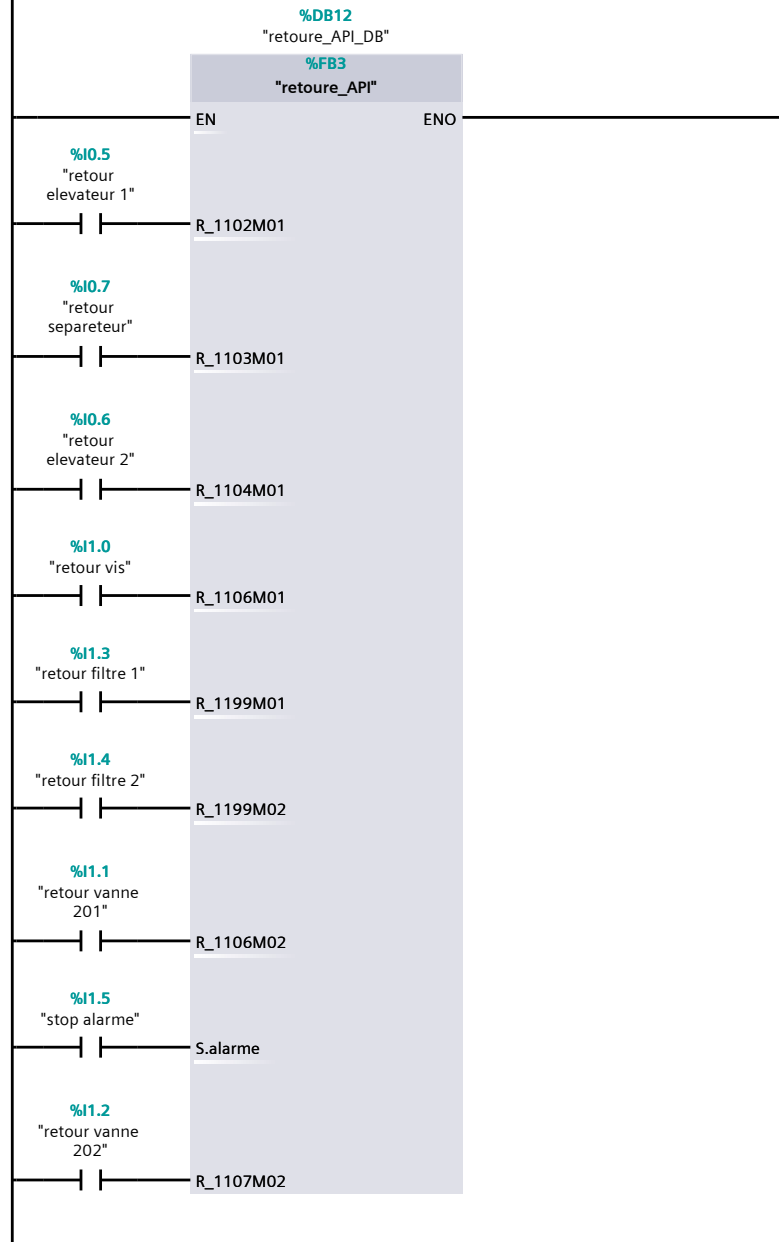 %DB12
"retoure_API_DB"
%FB3
"retoure_API"
EN ENO
%I0.5
"retour
elevateur 1"
R_1102M01
%I0.7
"retour
separeteur"
R_1103M01
%I0.6
"retour
elevateur 2"
R_1104M01
%I1.0
"retour vis"
R_1106M01
%I1.3
"retour filtre 1"
R_1199M01
%I1.4
"retour filtre 2"
R_1199M02
%I1.1
"retour vanne
201"
R_1106M02
%I1.5
"stop alarme"
S.alarme
%I1.2
"retour vanne
202"
R_1107M02